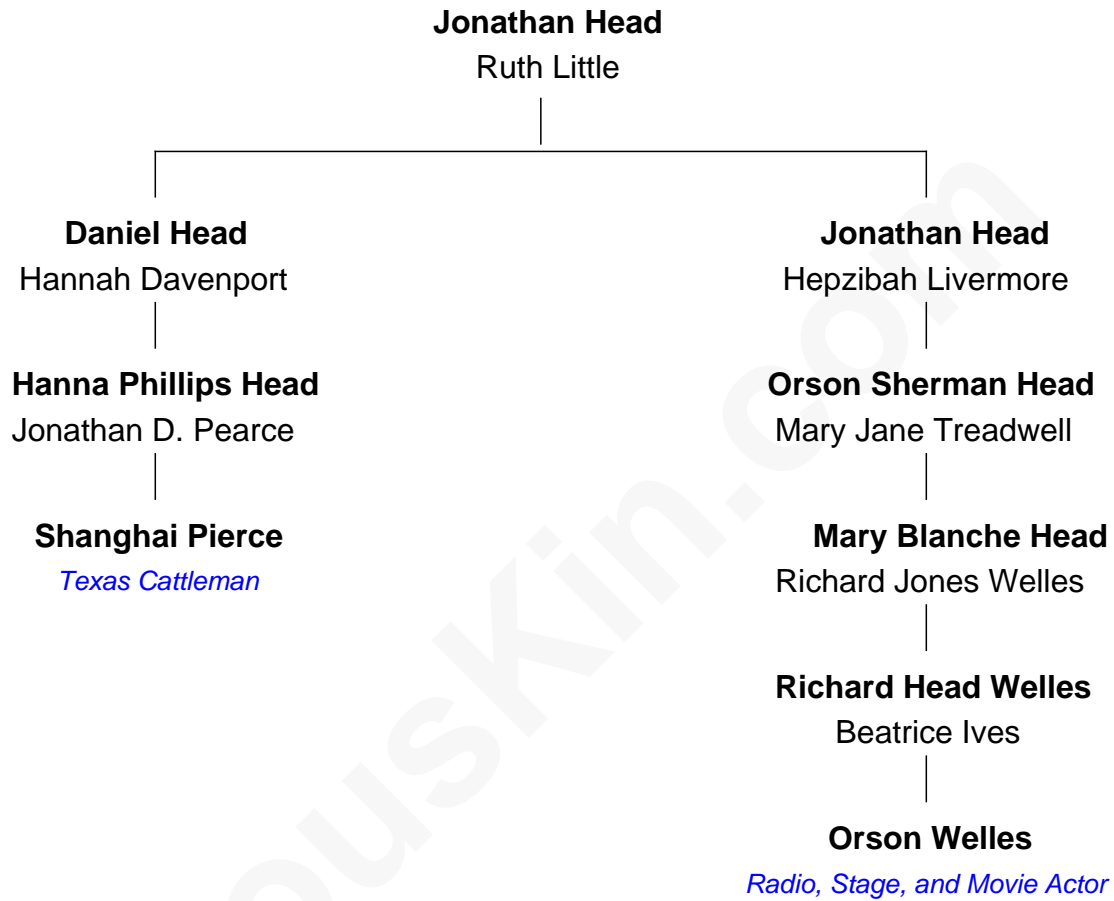 Jonathan Head
Ruth Little
Daniel Head
Hannah Davenport
Jonathan Head
Hepzibah Livermore
Hanna Phillips Head
Jonathan D. Pearce
Orson Sherman Head
Mary Jane Treadwell
Shanghai Pierce
Texas Cattleman
Mary Blanche Head
Richard Jones Welles
Richard Head Welles
Beatrice Ives
Orson Welles
Radio, Stage, and Movie Actor
ousKin.com